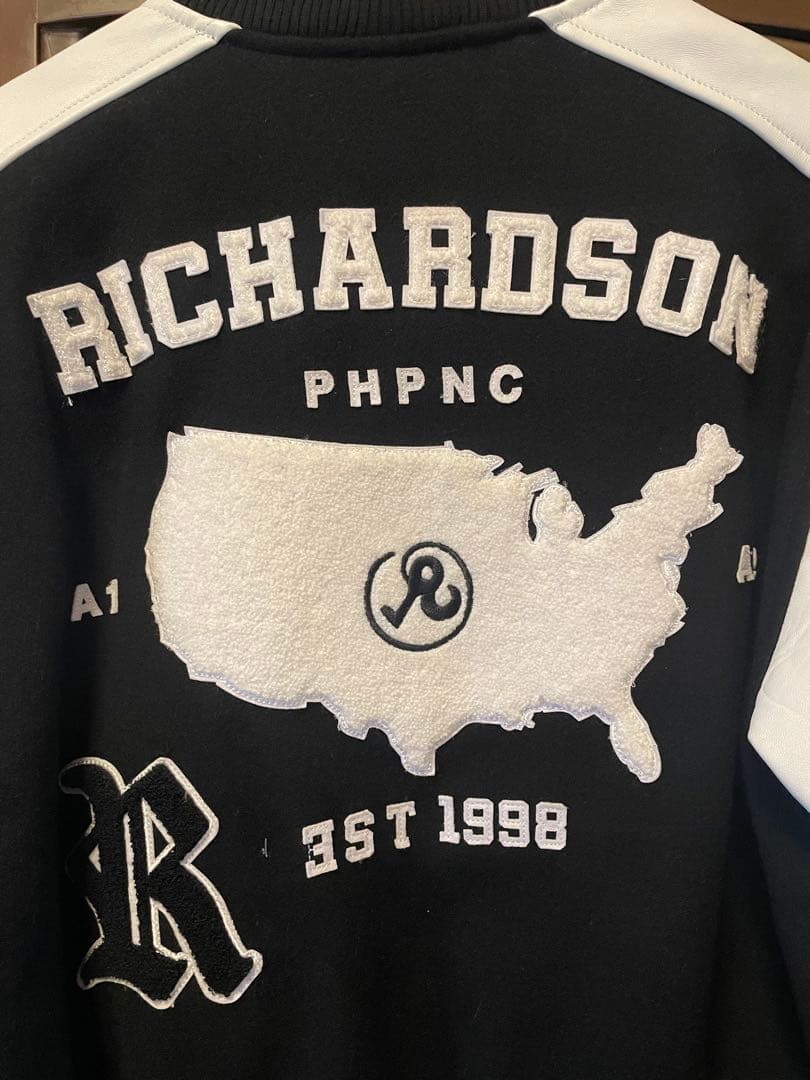 RICHARDSON
PHPNC
A1
EST 1998
R